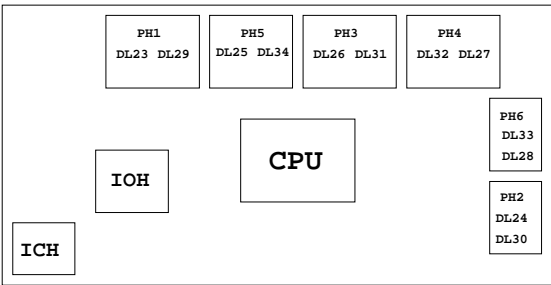 PH1
DL23 DL29
PH5
DL25 DL34
PH3
DL26 DL31
PH4
DL32 DL27
PH6
DL33
DL28
CPU
IOH
PH2
DL24
DL30
ICH